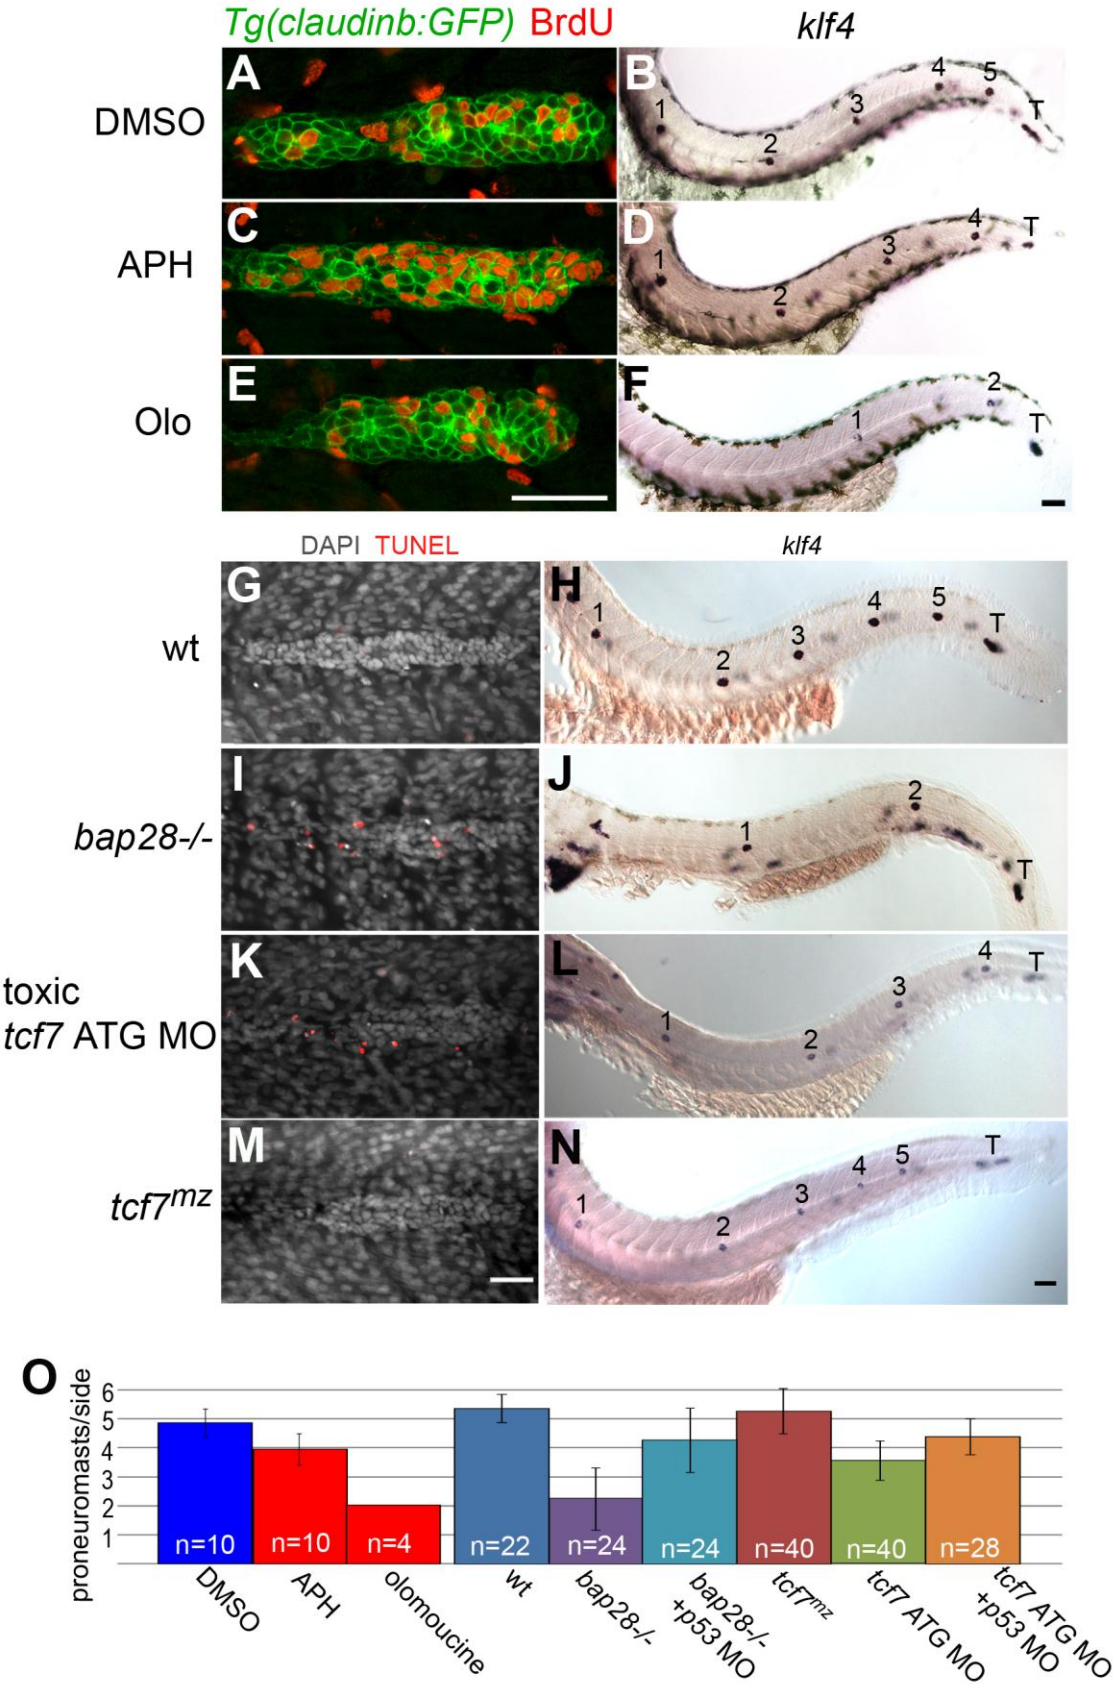 Tg(claudinb:GFP) BrdU klf4
DMSO
A
B
1 2 3 4 5 T
APH
C
D
1 2 3 4 T
Olo
E
F
1 2 T
DAPI TUNEL klf4
wt
G
H
1 2 3 4 5 T
bap28-/-
I
J
1 2 T
toxic
tcf7 ATG MO
K
L
1 2 3 4 T
tcf7mz
M
N
1 2 3 4 5 T
O
proneuromasts/side
6
5
4
3
2
1
n=10 n=10 n=4 n=22 n=24 n=24 n=40 n=40 n=28
DMSO
APH
olomoucine
wt
bap28-/-
bap28-/-
+p53 MO
tcf7mz
tcf7 ATG MO
tcf7 ATG MO
+p53 MO